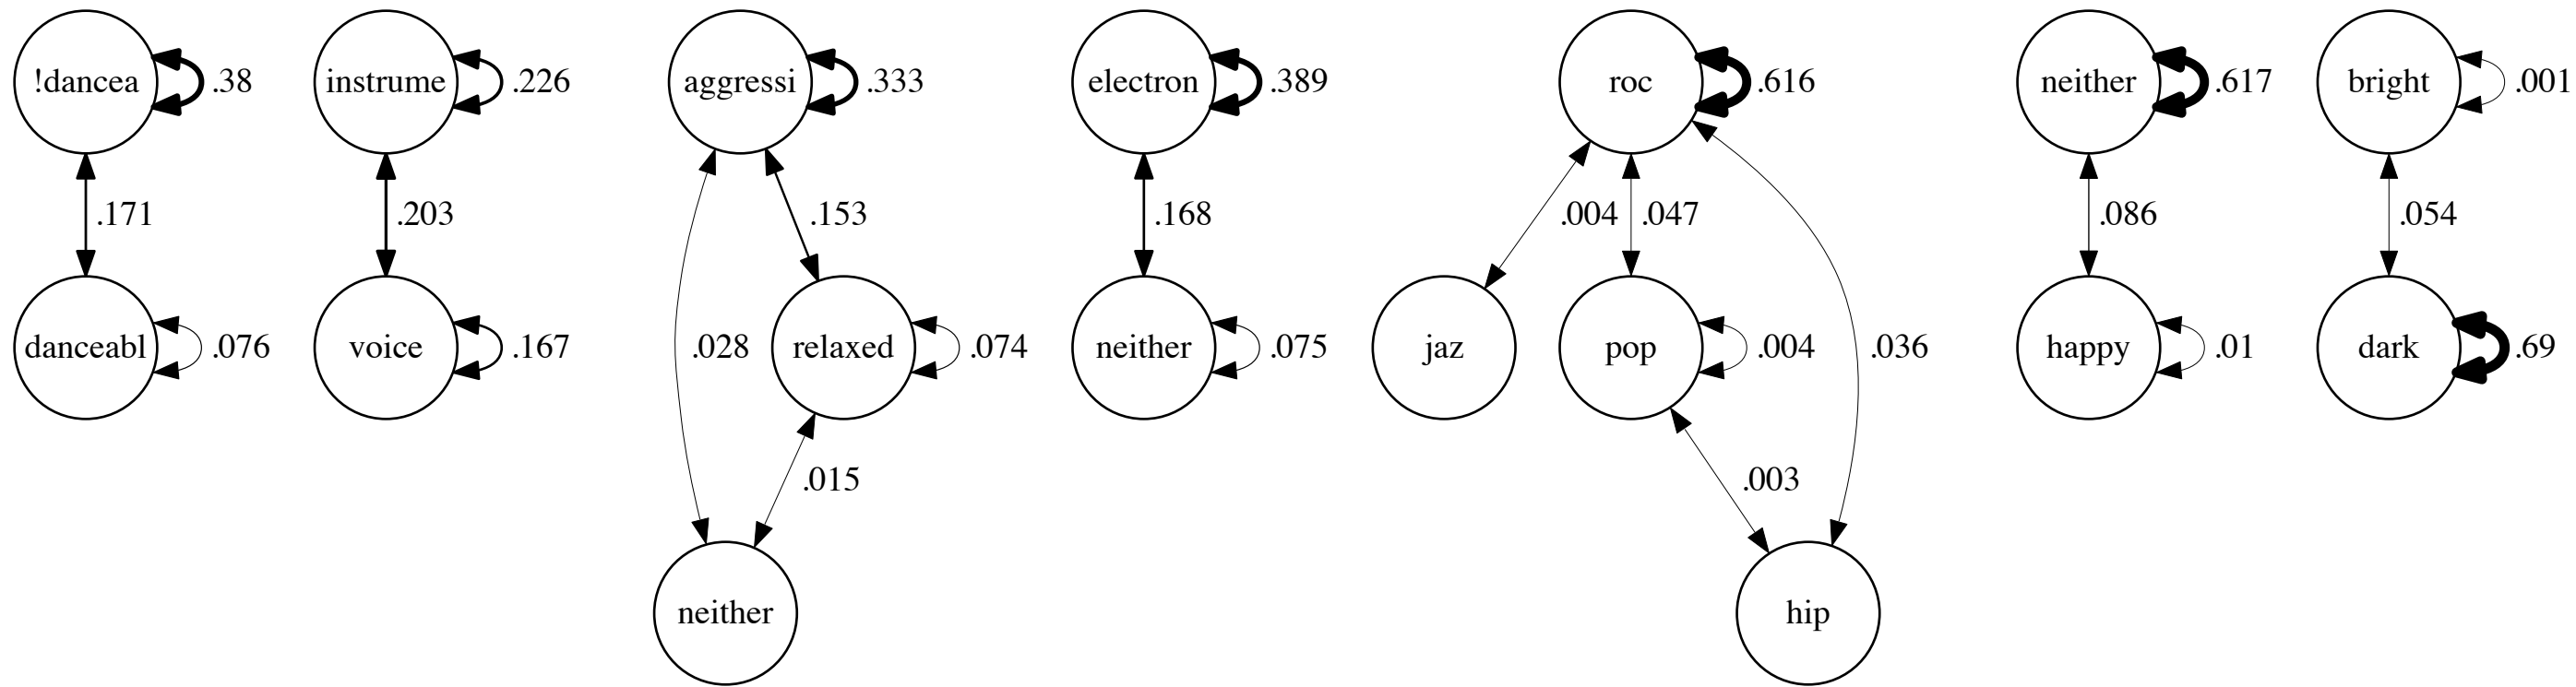 !dancea .38 instrume .226 aggressi .333 electron .389 roc .616 neither .617 bright .001
.171 .203 .153 .168 .004 .047 .086 .054
danceabl .076 voice .167 .028 relaxed .074 neither .075 jaz pop .004 .036 happy .01 dark .69
.015 .003
neither hip